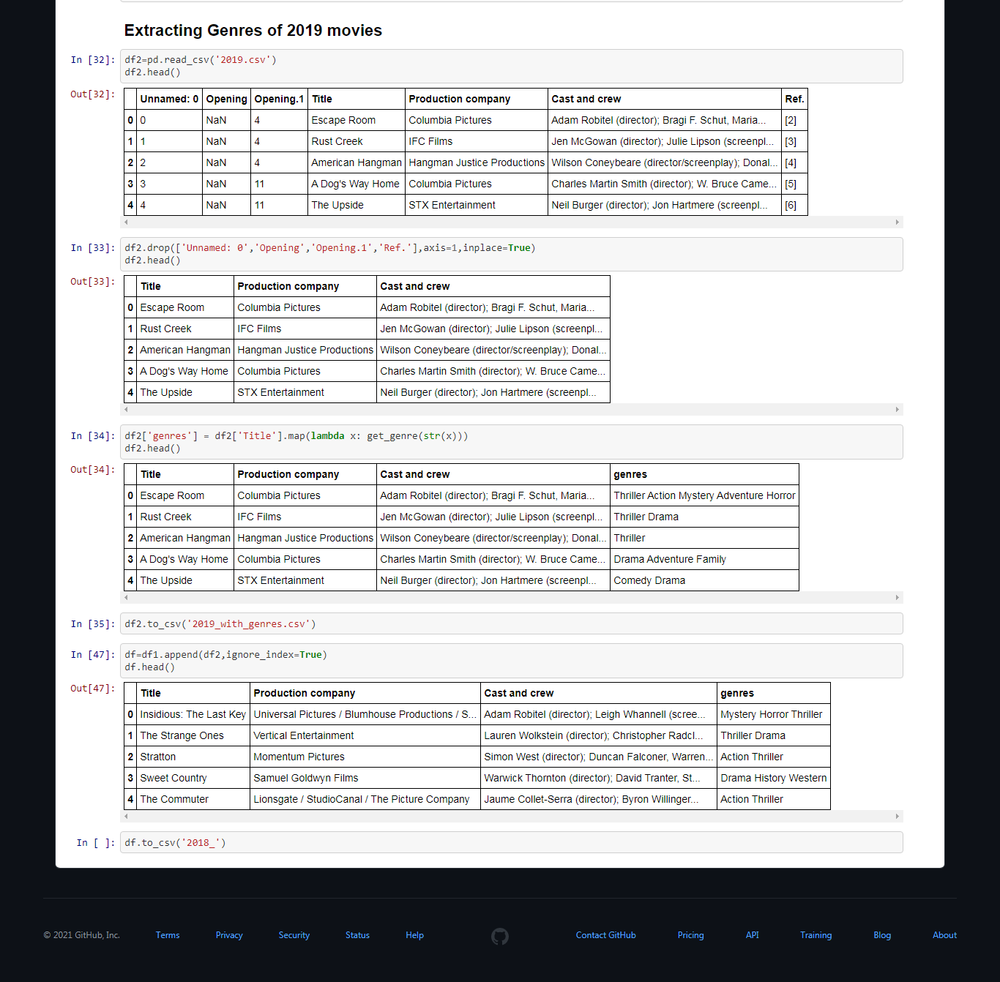 Extracting Genres of 2019 movies
In [32]: df2=pd.read_csv('2019.csv')
df2.head()
Out[32]: Unnamed: 0 Opening Opening.1 Title Production company Cast and crew Ref.
0 0 NaN 4 Escape Room Columbia Pictures Adam Robitel (director); Bragi F. Schut, Maria... [2]
1 1 NaN 4 Rust Creek IFC Films Jen McGowan (director); Julie Lipson (screenpl... [3]
2 2 NaN 4 American Hangman Hangman Justice Productions Wilson Coneybeare (director/screenplay); Donal... [4]
3 3 NaN 11 A Dog's Way Home Columbia Pictures Charles Martin Smith (director); W. Bruce Came... [5]
4 4 NaN 11 The Upside STX Entertainment Neil Burger (director); Jon Hartmere (screenpl... [6]
In [33]: df2.drop(['Unnamed: 0','Opening','Opening.1','Ref.'],axis=1,inplace=True)
df2.head()
Out[33]: Title Production company Cast and crew
0 Escape Room Columbia Pictures Adam Robitel (director); Bragi F. Schut, Maria...
1 Rust Creek IFC Films Jen McGowan (director); Julie Lipson (screenpl...
2 American Hangman Hangman Justice Productions Wilson Coneybeare (director/screenplay); Donal...
3 A Dog's Way Home Columbia Pictures Charles Martin Smith (director); W. Bruce Came...
4 The Upside STX Entertainment Neil Burger (director); Jon Hartmere (screenpl...
In [34]: df2['genres'] = df2['Title'].map(lambda x: get_genre(str(x)))
df2.head()
Out[34]: Title Production company Cast and crew genres
0 Escape Room Columbia Pictures Adam Robitel (director); Bragi F. Schut, Maria... Thriller Action Mystery Adventure Horror
1 Rust Creek IFC Films Jen McGowan (director); Julie Lipson (screenpl... Thriller Drama
2 American Hangman Hangman Justice Productions Wilson Coneybeare (director/screenplay); Donal... Thriller
3 A Dog's Way Home Columbia Pictures Charles Martin Smith (director); W. Bruce Came... Drama Adventure Family
4 The Upside STX Entertainment Neil Burger (director); Jon Hartmere (screenpl... Comedy Drama
In [35]: df2.to_csv('2019_with_genres.csv')
In [47]: df=df1.append(df2,ignore_index=True)
df.head()
Out[47]: Title Production company Cast and crew genres
0 Insidious: The Last Key Universal Pictures / Blumhouse Productions / S... Adam Robitel (director); Leigh Whannell (scree... Mystery Horror Thriller
1 The Strange Ones Vertical Entertainment Lauren Wolkstein (director); Christopher Radcl... Thriller Drama
2 Stratton Momentum Pictures Simon West (director); Duncan Falconer, Warren... Action Thriller
3 Sweet Country Samuel Goldwyn Films Warwick Thornton (director); David Tranter, St... Drama History Western
4 The Commuter Lionsgate / StudioCanal / The Picture Company Jaume Collet-Serra (director); Byron Willinger... Action Thriller
In [ ]: df.to_csv('2018_')
© 2021 GitHub, Inc. Terms Privacy Security Status Help Contact GitHub Pricing API Training Blog About